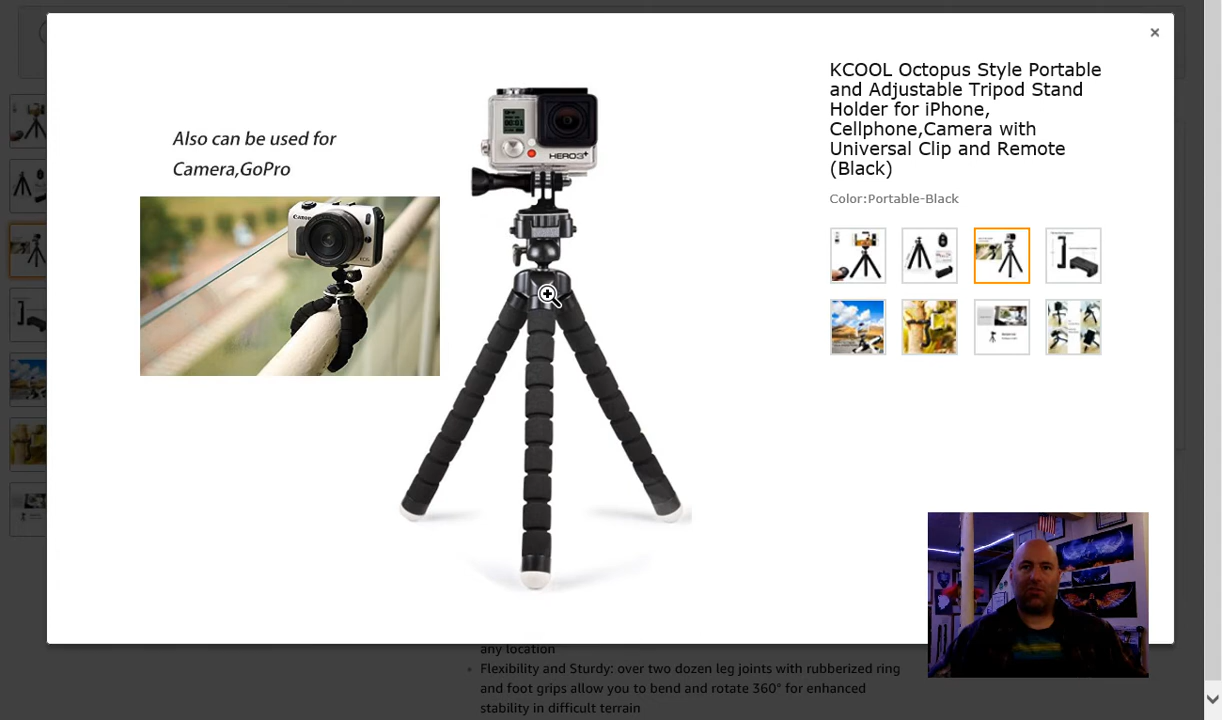 ×
KCOOL Octopus Style Portable
and Adjustable Tripod Stand
Holder for iPhone,
Cellphone,Camera with
Universal Clip and Remote
(Black)
Color:Portable-Black
Also can be used for
Camera,GoPro
HERO3+
Canon
EOS
any location
Flexibility and Sturdy: over two dozen leg joints with rubberized ring
and foot grips allow you to bend and rotate 360° for enhanced
stability in difficult terrain